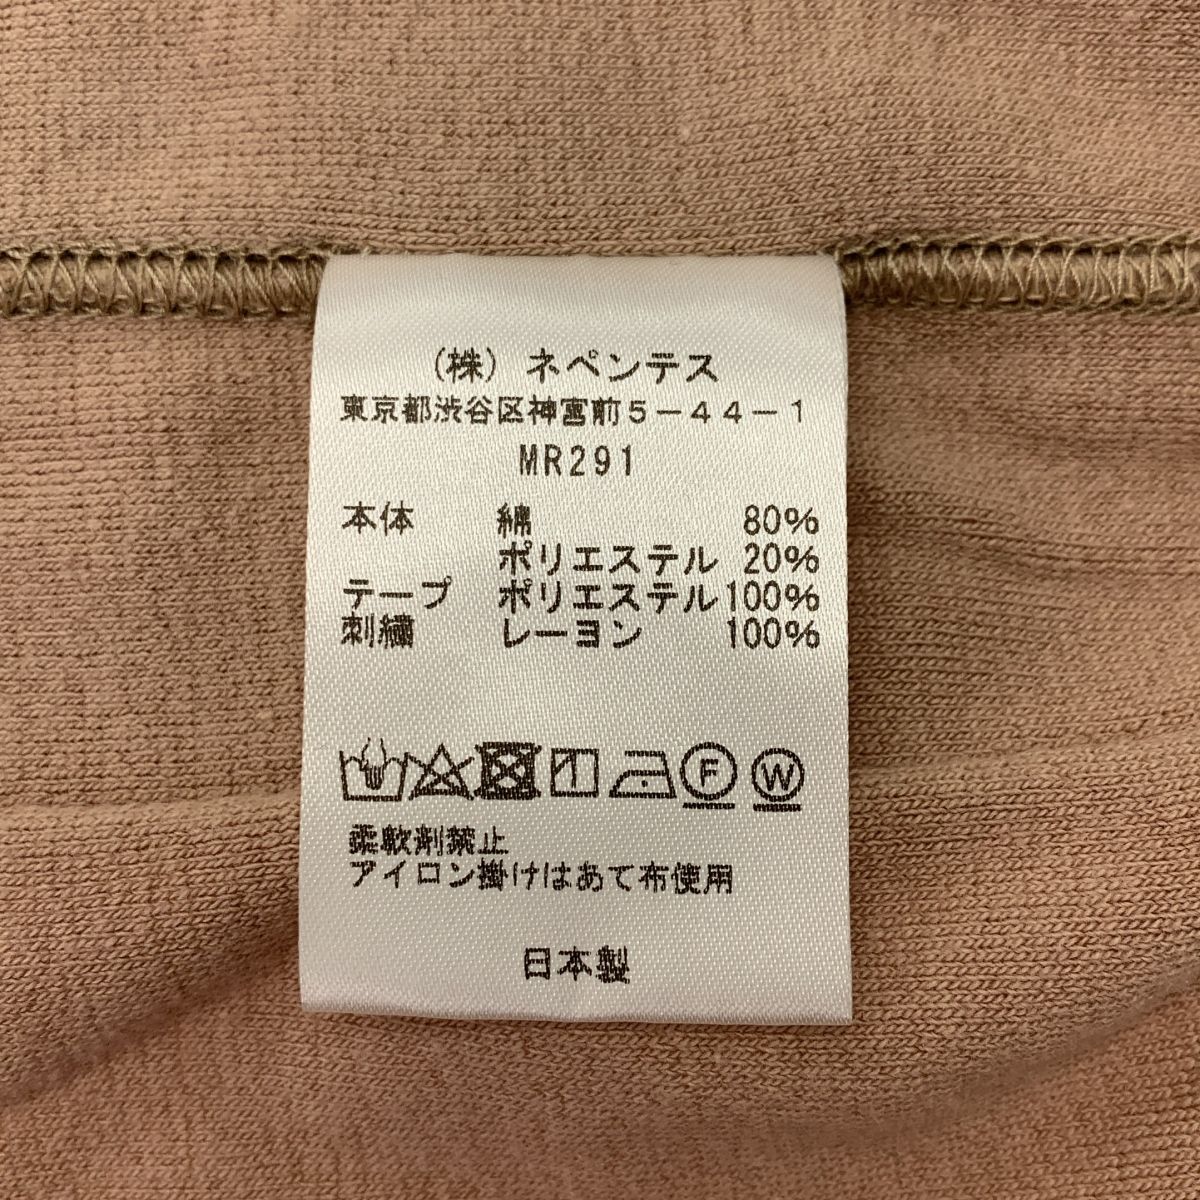 (株) ネペンテス
東京都渋谷区神宮前5-44-1
MR291
本体 綿 80%
ポリエステル 20%
テープ ポリエステル 100%
刺繍 レーヨン 100%
F W
柔軟剤禁止
アイロン掛けはあて布使用
日本製